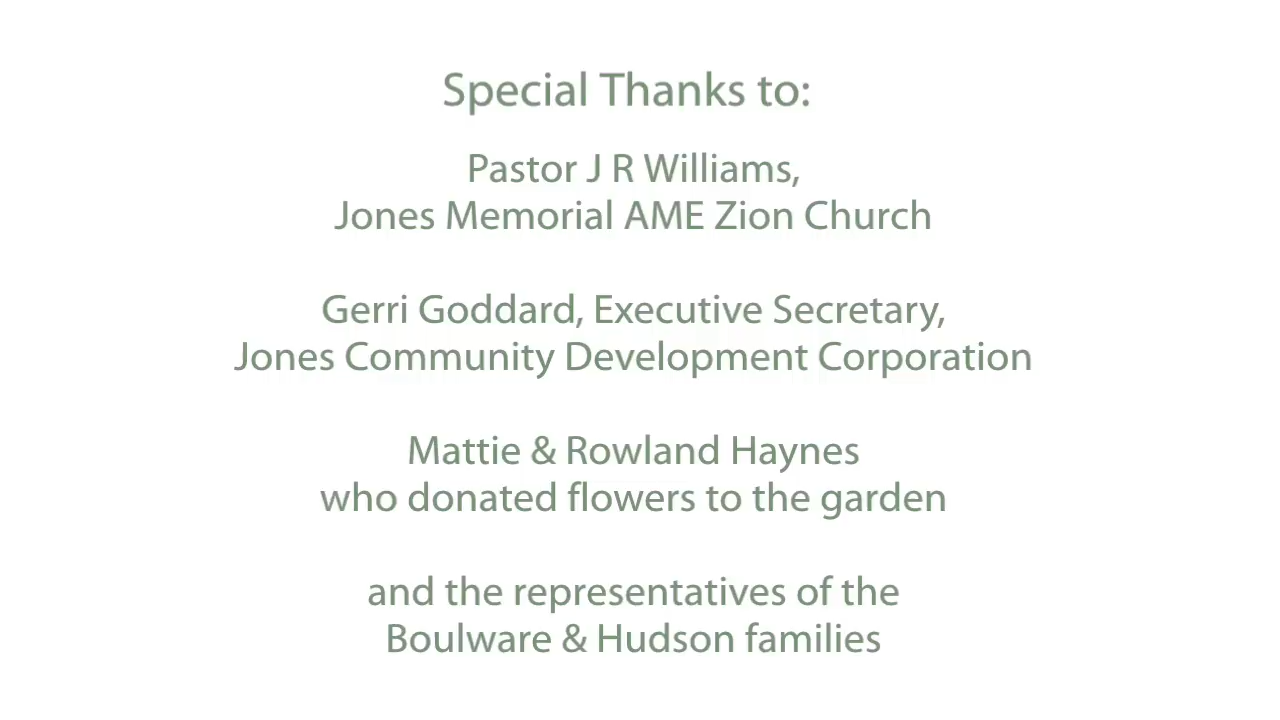 Special Thanks to:
Pastor J R Williams,
Jones Memorial AME Zion Church
Gerri Goddard, Executive Secretary,
Jones Community Development Corporation
Mattie & Rowland Haynes
who donated flowers to the garden
and the representatives of the
Boulware & Hudson families